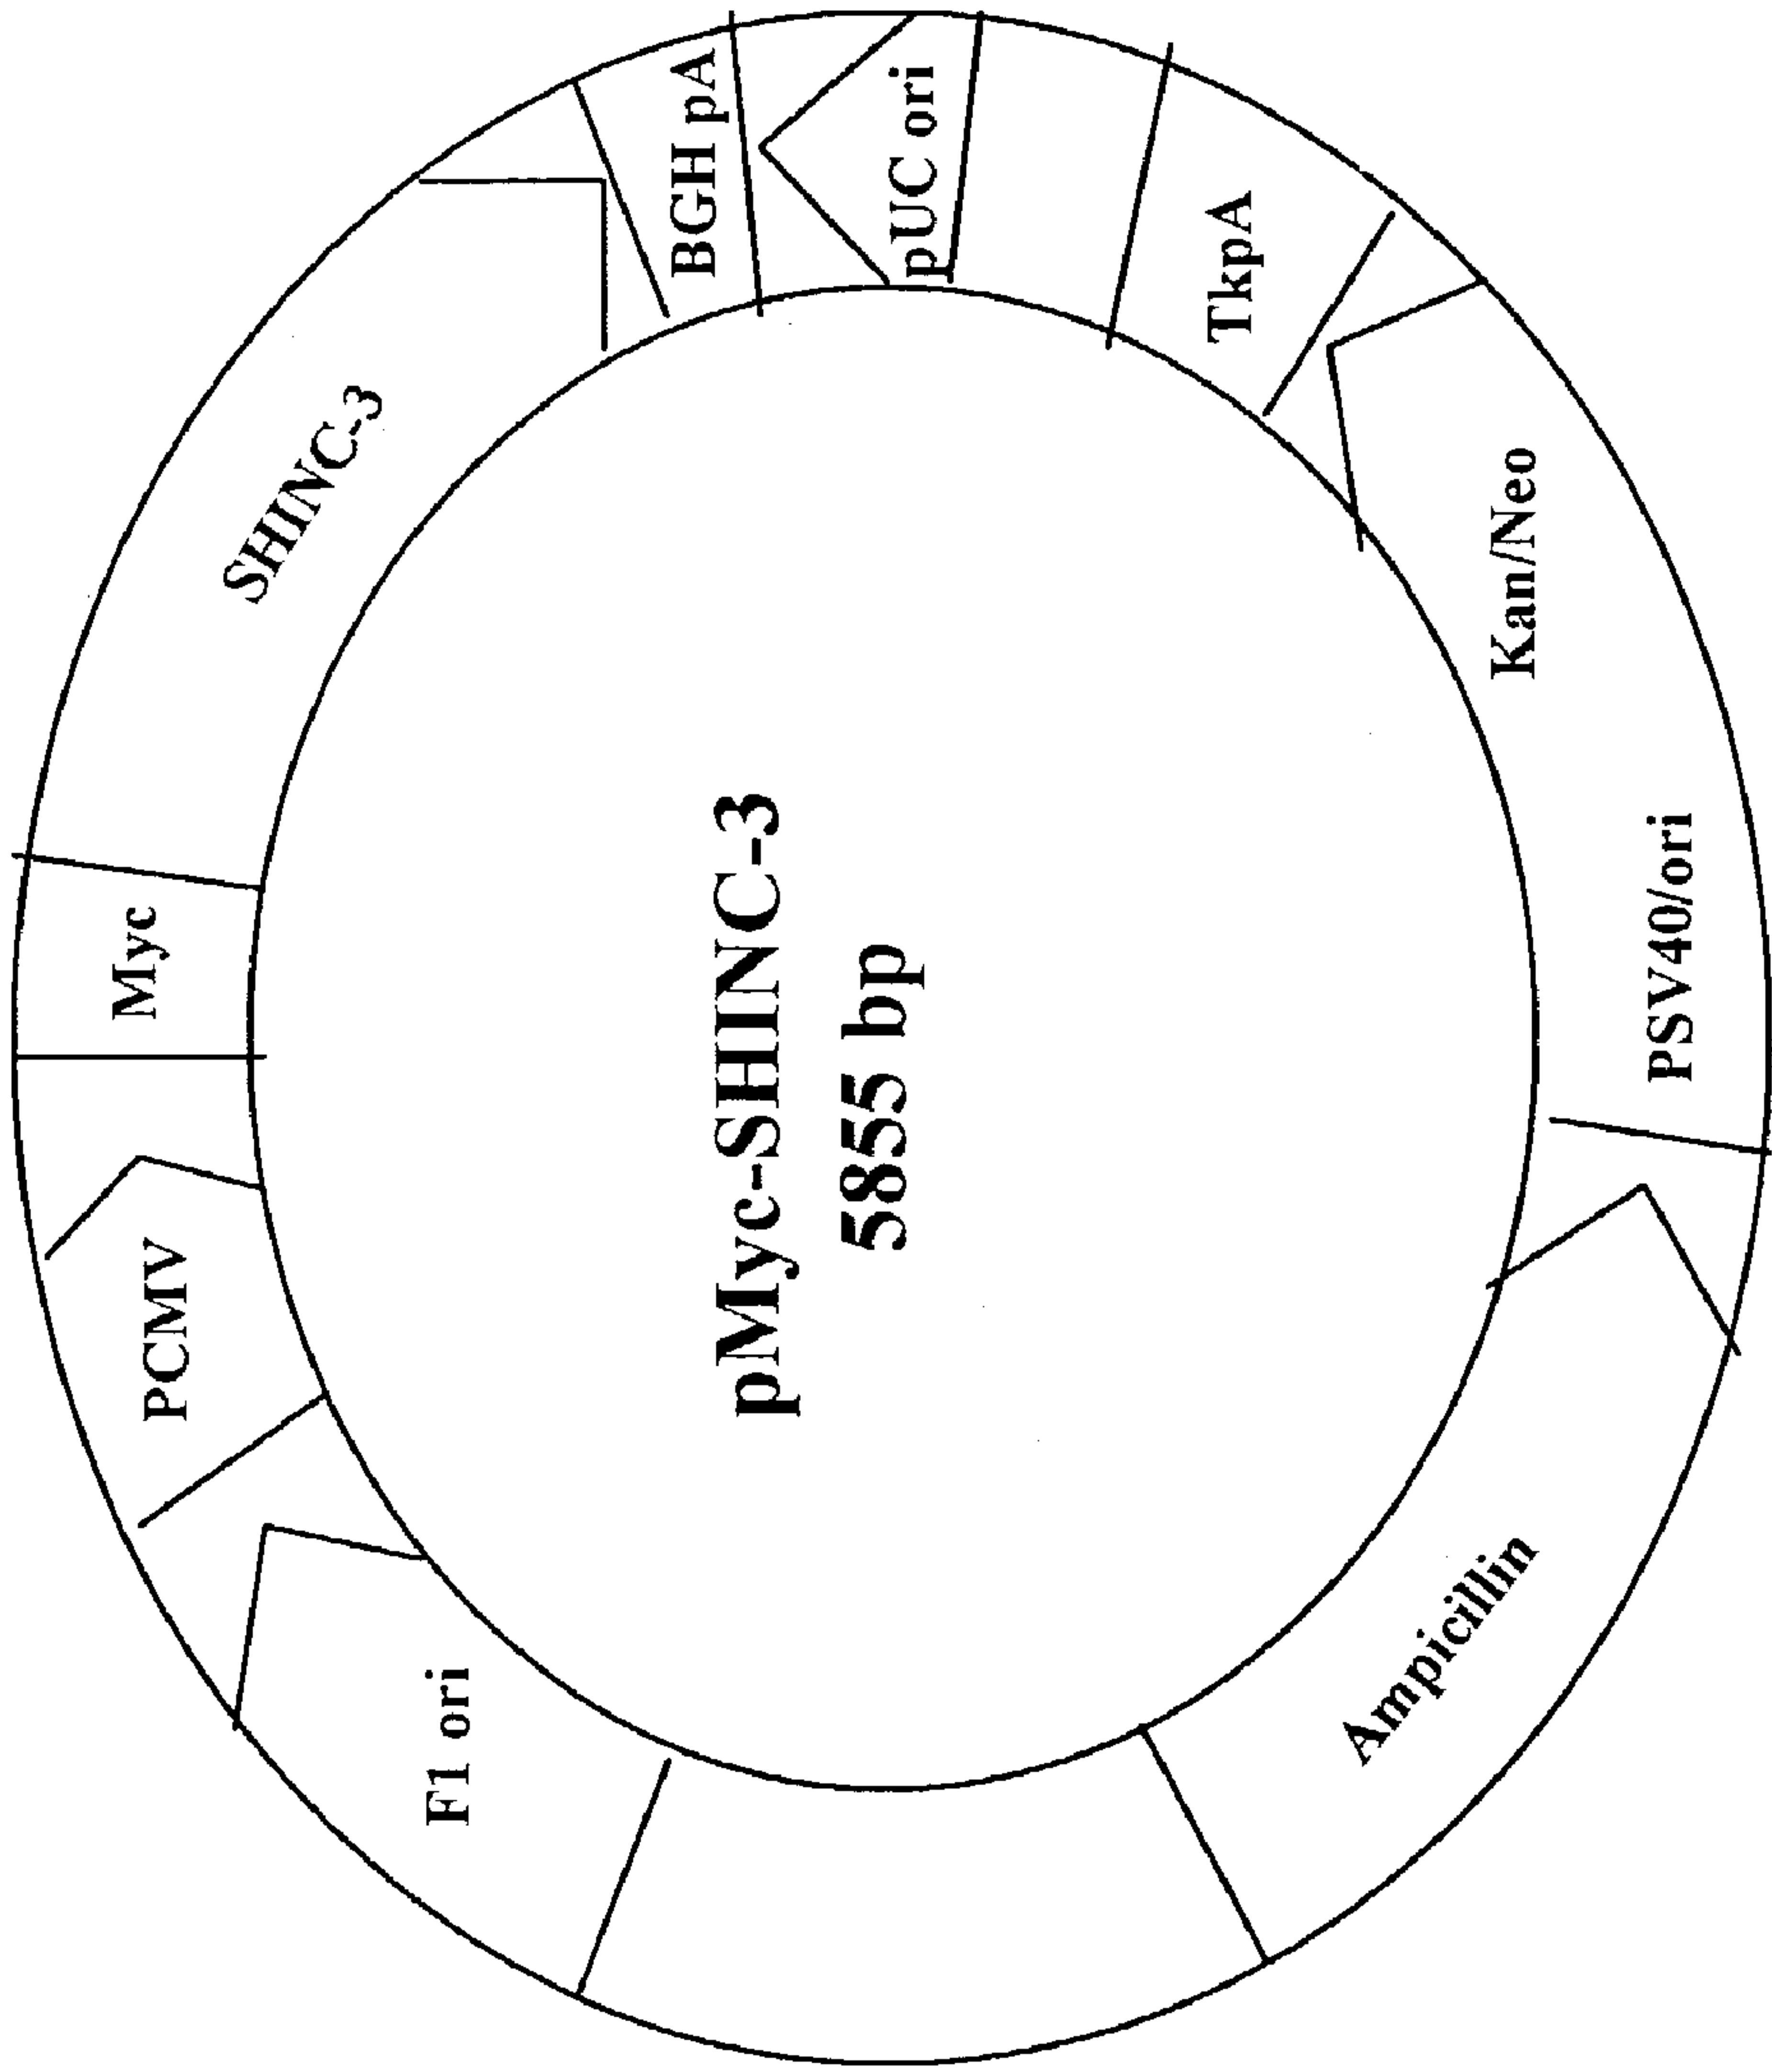 pMyc-SHINC-3
5855 bp
PCMV
Myc
SHINC-3
BGH pA
pUC ori
TkpA
Kan/Neo
PSV40/ori
Ampicillin
F1 ori